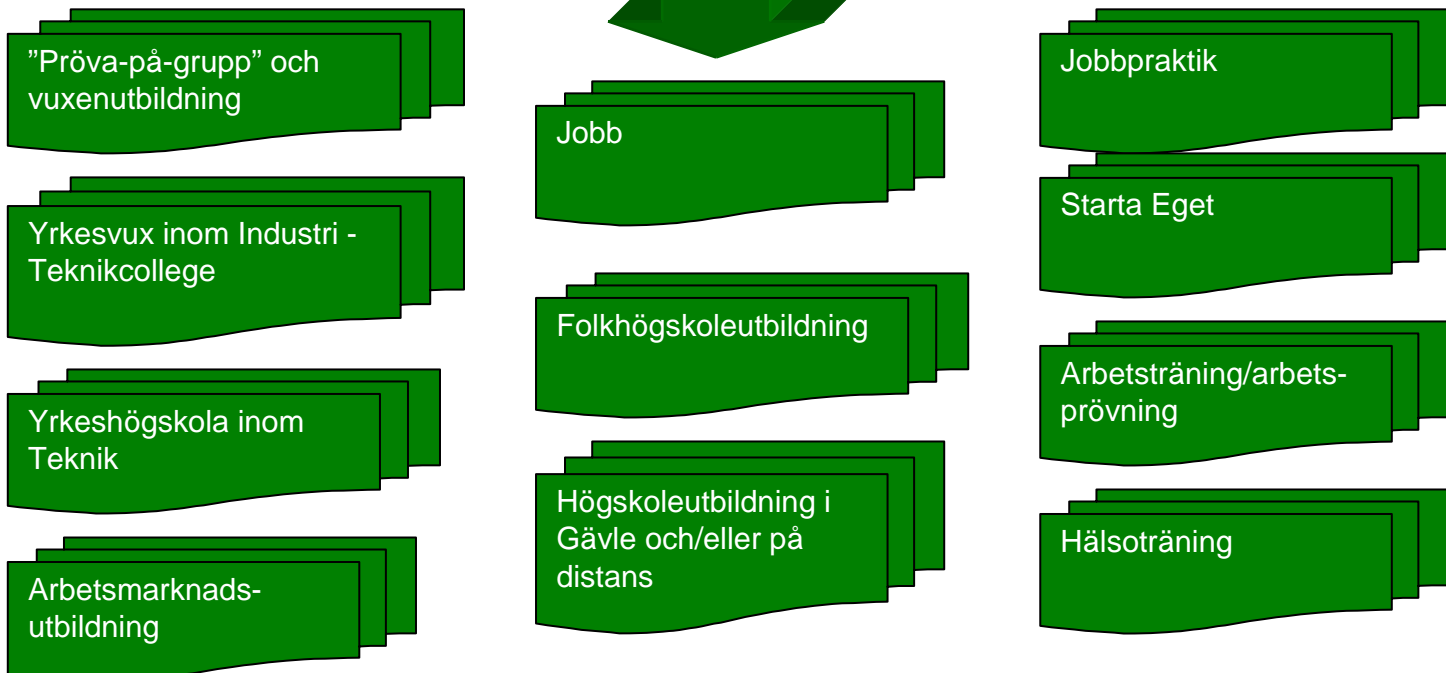 ”Pröva-på-grupp” och
vuxenutbildning
Yrkesvux inom Industri -
Teknikcollege
Yrkeshögskola inom
Teknik
Arbetsmarknads-
utbildning
Jobb
Folkhögskoleutbildning
Högskoleutbildning i
Gävle och/eller på
distans
Jobbpraktik
Starta Eget
Arbetsträning/arbets-
prövning
Hälsoträning